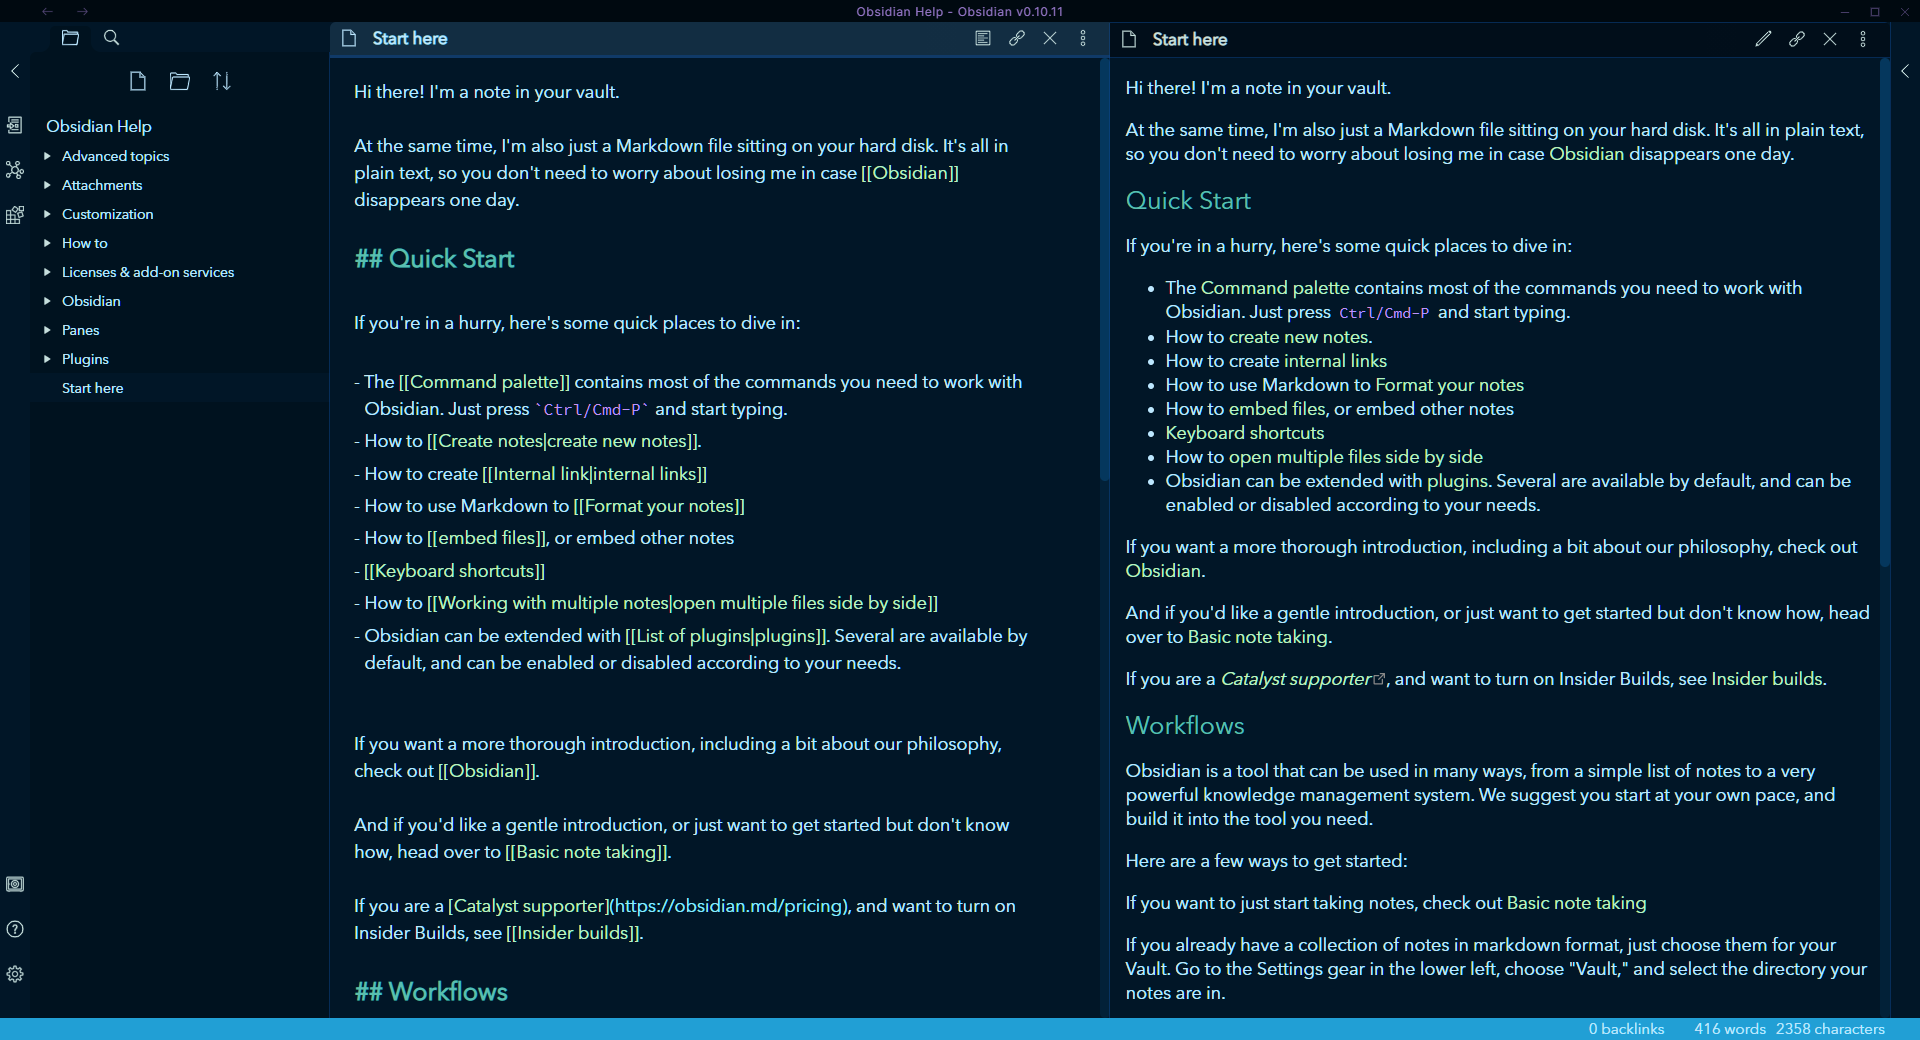 Obsidian Help - Obsidian v0.10.11
Obsidian Help
Advanced topics
Attachments
Customization
How to
Licenses & add-on services
Obsidian
Panes
Plugins
Start here
Start here
Hi there! I'm a note in your vault.
At the same time, I'm also just a Markdown file sitting on your hard disk. It's all in
plain text, so you don't need to worry about losing me in case [[Obsidian]]
disappears one day.
## Quick Start
If you're in a hurry, here's some quick places to dive in:
- The [[Command palette]] contains most of the commands you need to work with
Obsidian. Just press `Ctrl/Cmd-P` and start typing.
- How to [[Create notes|create new notes]].
- How to create [[Internal link|internal links]]
- How to use Markdown to [[Format your notes]]
- How to [[embed files]], or embed other notes
- [[Keyboard shortcuts]]
- How to [[Working with multiple notes|open multiple files side by side]]
- Obsidian can be extended with [[List of plugins|plugins]]. Several are available by
default, and can be enabled or disabled according to your needs.
If you want a more thorough introduction, including a bit about our philosophy,
check out [[Obsidian]].
And if you'd like a gentle introduction, or just want to get started but don't know
how, head over to [[Basic note taking]].
If you are a [Catalyst supporter](https://obsidian.md/pricing), and want to turn on
Insider Builds, see [[Insider builds]].
## Workflows
Start here
Hi there! I'm a note in your vault.
At the same time, I'm also just a Markdown file sitting on your hard disk. It's all in plain text,
so you don't need to worry about losing me in case Obsidian disappears one day.
Quick Start
If you're in a hurry, here's some quick places to dive in:
• The Command palette contains most of the commands you need to work with
Obsidian. Just press Ctrl/Cmd-P and start typing.
• How to create new notes.
• How to create internal links
• How to use Markdown to Format your notes
• How to embed files, or embed other notes
• Keyboard shortcuts
• How to open multiple files side by side
• Obsidian can be extended with plugins. Several are available by default, and can be
enabled or disabled according to your needs.
If you want a more thorough introduction, including a bit about our philosophy, check out
Obsidian.
And if you'd like a gentle introduction, or just want to get started but don't know how, head
over to Basic note taking.
If you are a Catalyst supporter, and want to turn on Insider Builds, see Insider builds.
Workflows
Obsidian is a tool that can be used in many ways, from a simple list of notes to a very
powerful knowledge management system. We suggest you start at your own pace, and
build it into the tool you need.
Here are a few ways to get started:
If you want to just start taking notes, check out Basic note taking
If you already have a collection of notes in markdown format, just choose them for your
Vault. Go to the Settings gear in the lower left, choose "Vault," and select the directory your
notes are in.
0 backlinks 416 words 2358 characters